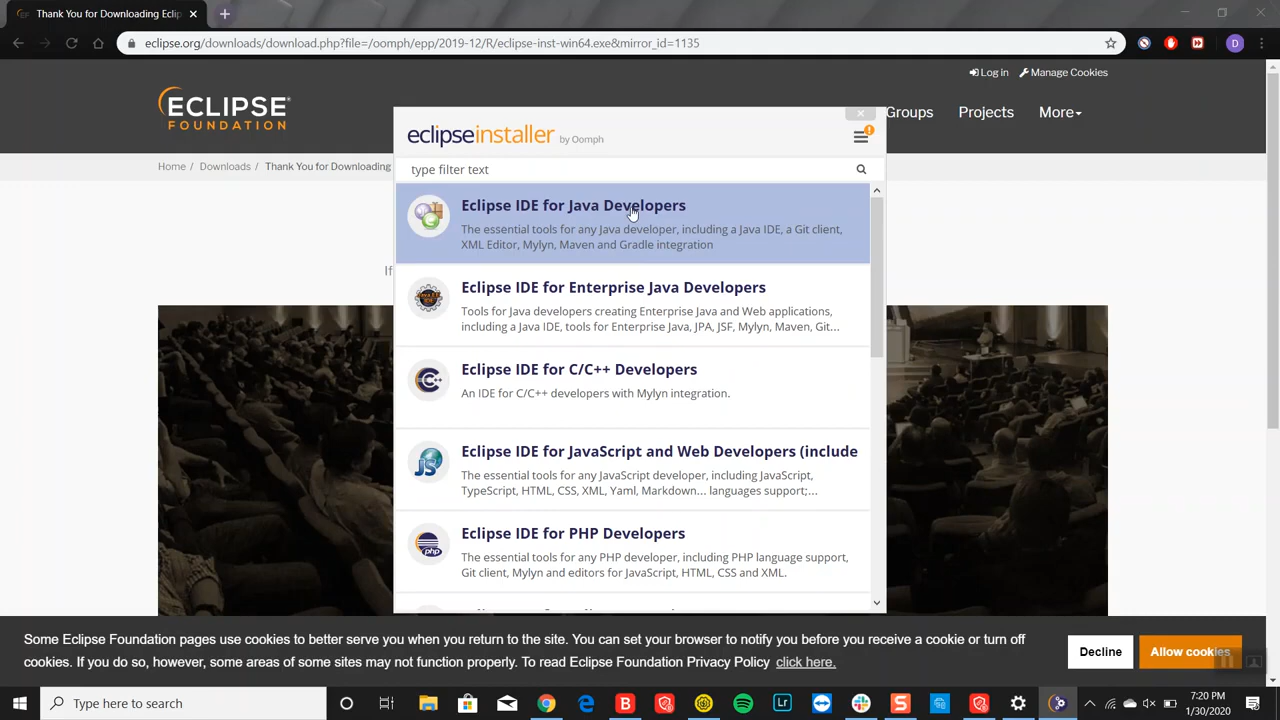 Thank You for Downloading Eclip
eclipse.org/downloads/download.php?file=/oomph/epp/2019-12/R/eclipse-inst-win64.exe&mirror_id=1135
D
Log in Manage Cookies
ECLIPSE
FOUNDATION
Groups Projects More
Home / Downloads / Thank You for Downloading
If
eclipseinstaller by Oomph
type filter text
Eclipse IDE for Java Developers
The essential tools for any Java developer, including a Java IDE, a Git client,
XML Editor, Mylyn, Maven and Gradle integration
Eclipse IDE for Enterprise Java Developers
Tools for Java developers creating Enterprise Java and Web applications,
including a Java IDE, tools for Enterprise Java, JPA, JSF, Mylyn, Maven, Git...
Eclipse IDE for C/C++ Developers
An IDE for C/C++ developers with Mylyn integration.
Eclipse IDE for JavaScript and Web Developers (include
The essential tools for any JavaScript developer, including JavaScript,
TypeScript, HTML, CSS, XML, Yaml, Markdown... languages support;...
Eclipse IDE for PHP Developers
The essential tools for any PHP developer, including PHP language support,
Git client, Mylyn and editors for JavaScript, HTML, CSS and XML.
Some Eclipse Foundation pages use cookies to better serve you when you return to the site. You can set your browser to notify you before you receive a cookie or turn off
cookies. If you do so, however, some areas of some sites may not function properly. To read Eclipse Foundation Privacy Policy click here.
Decline
Allow cookies
Type here to search
7:20 PM
1/30/2020